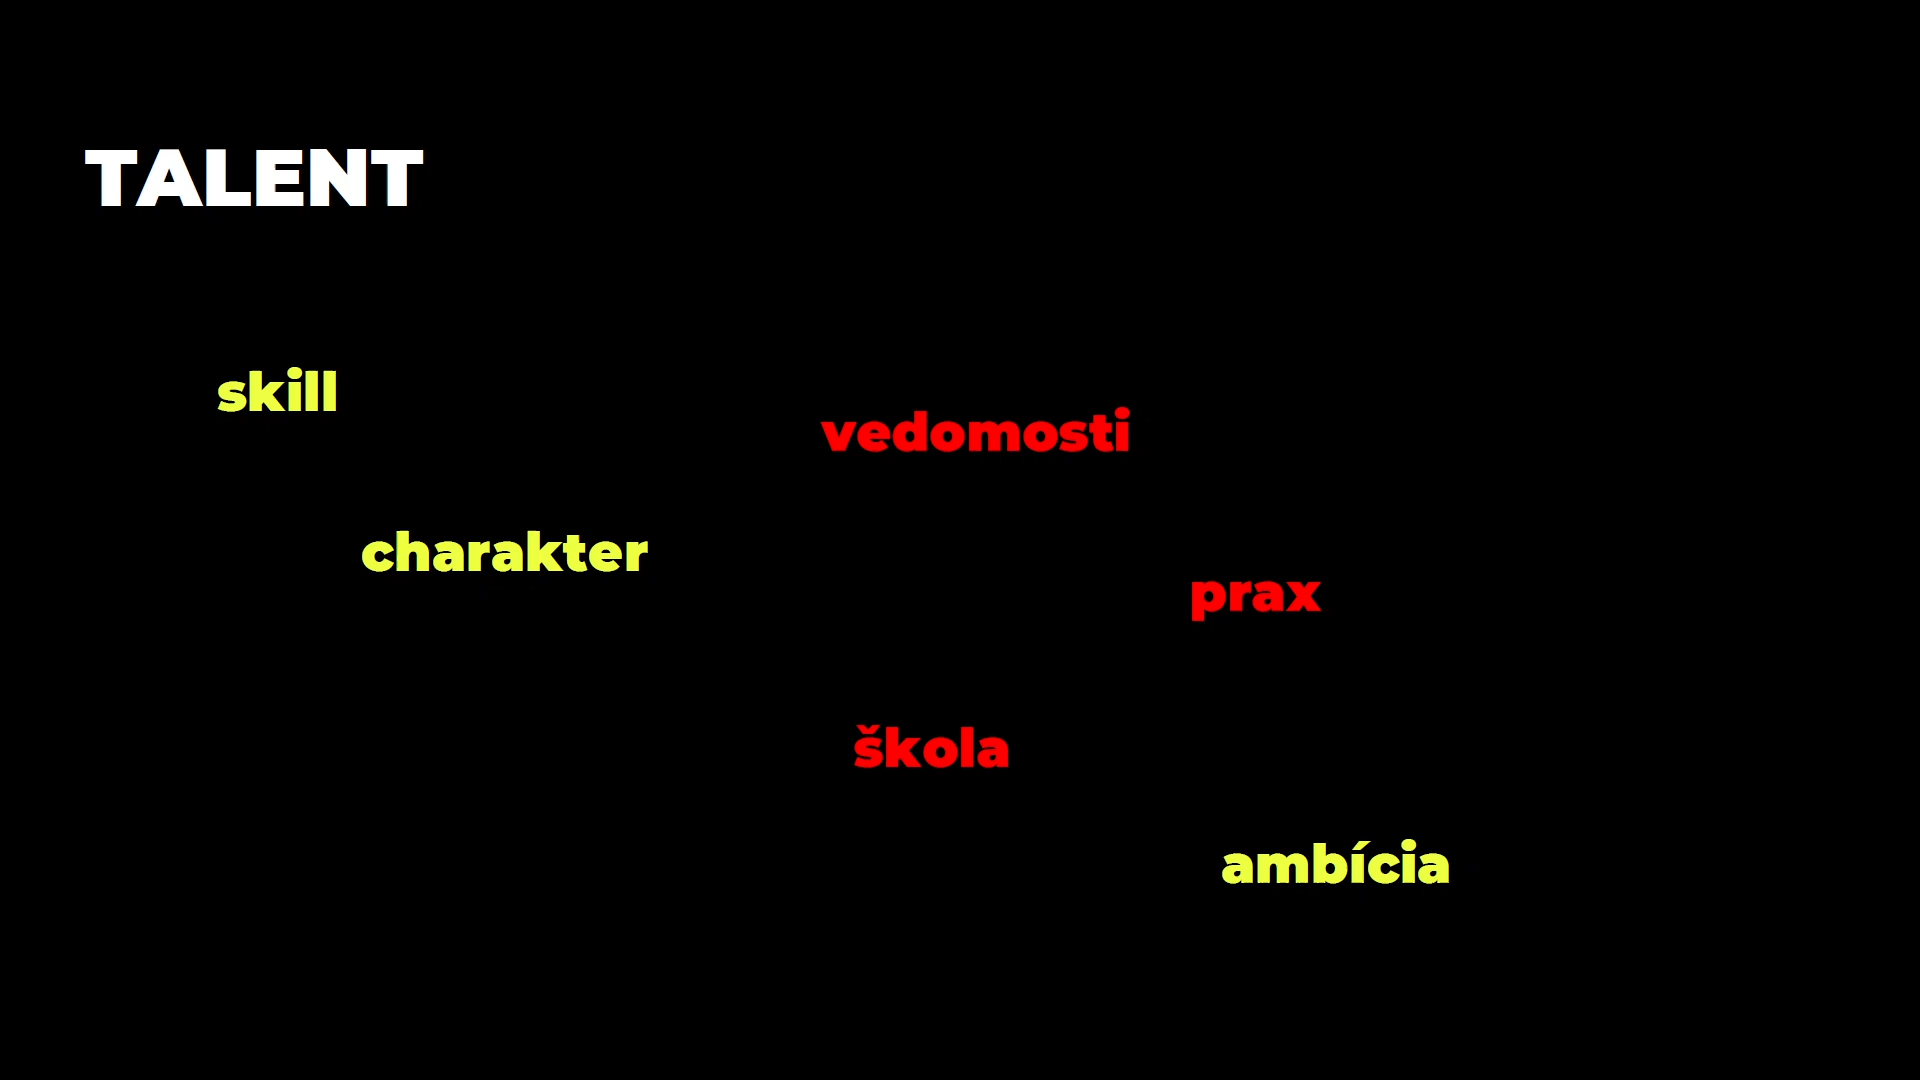 TALENT
skill
vedomosti
charakter
prax
škola
ambícia